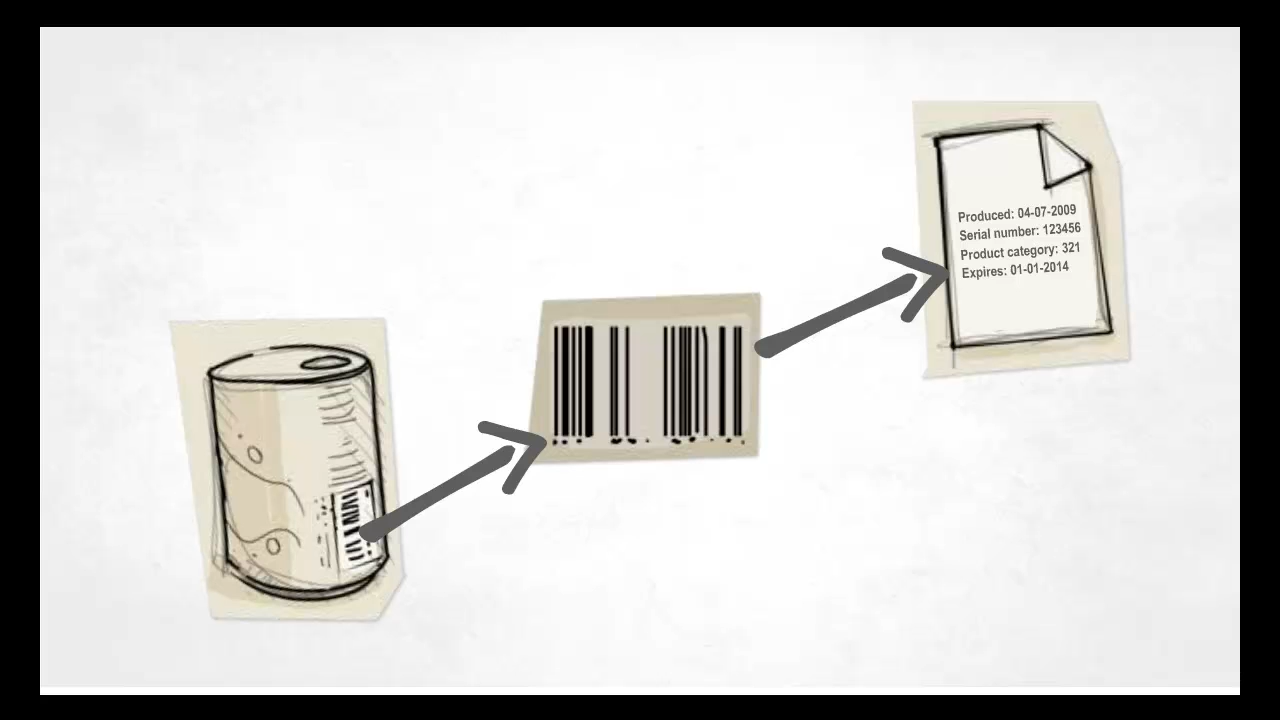 Produced: 04-07-2009
Serial number: 123456
Product category: 321
Expires: 01-01-2014